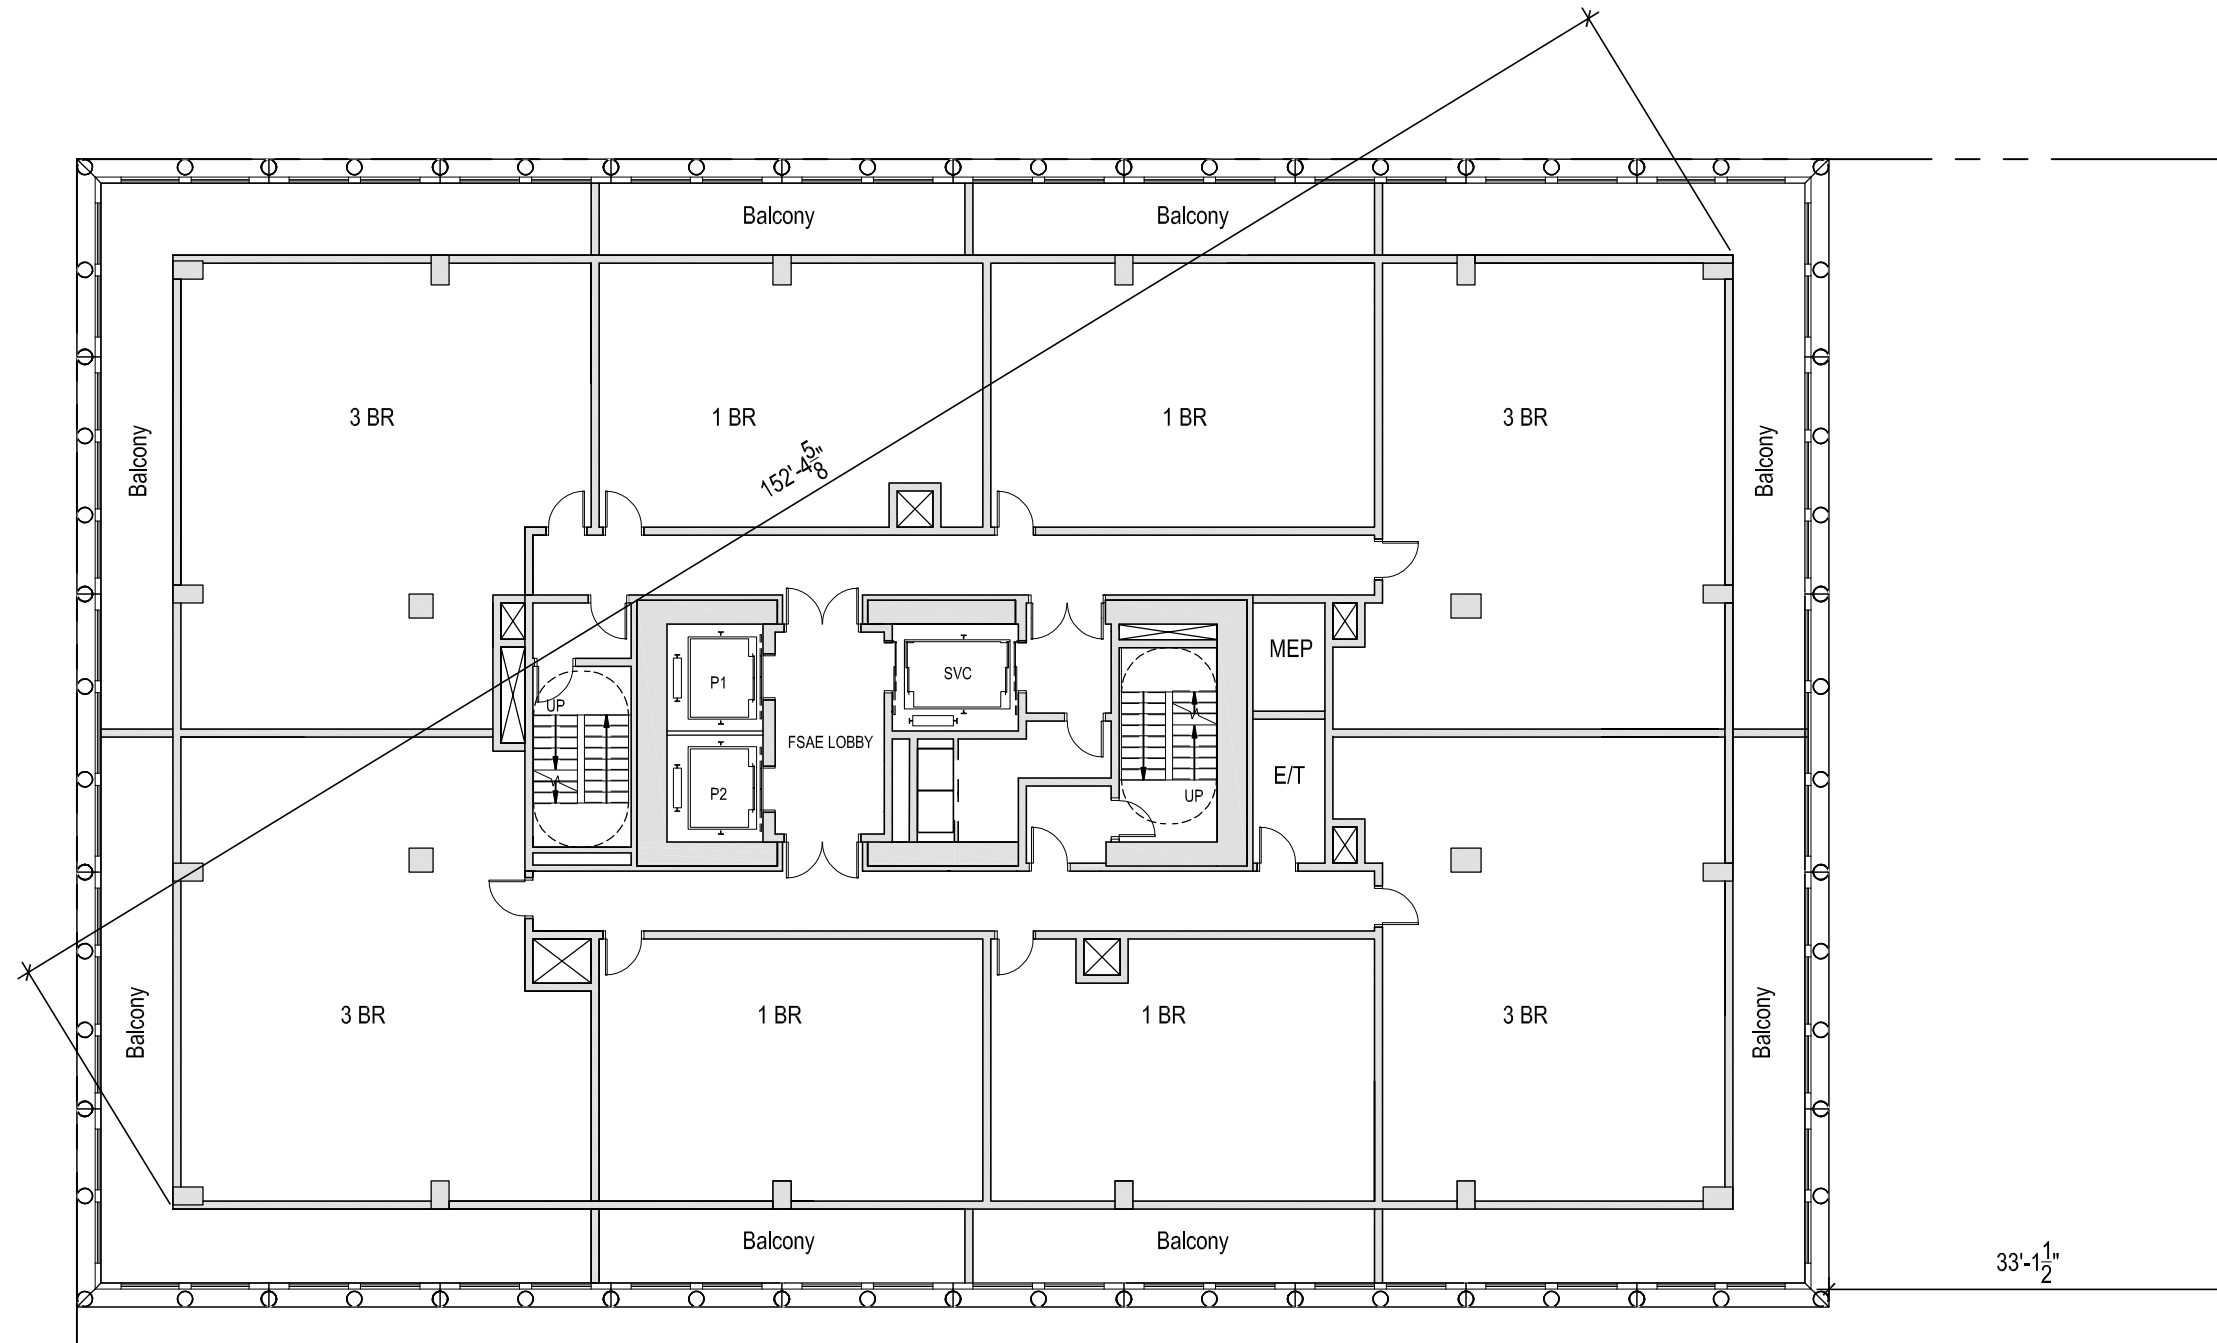 Balcony
Balcony
3 BR
1 BR
1 BR
3 BR
Balcony
Balcony
152'-4 5/8"
MEP
P1
SVC
UP
FSAE LOBBY
E/T
P2
UP
3 BR
1 BR
1 BR
3 BR
Balcony
Balcony
Balcony
Balcony
33'-1 1/2"